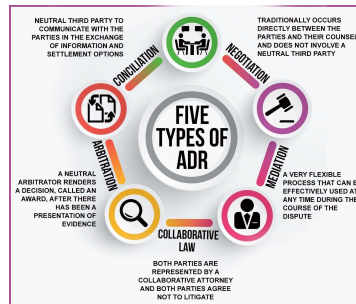 NEUTRAL THIRD PARTY TO
COMMUNICATE WITH THE
PARTIES IN THE EXCHANGE
OF INFORMATION AND
SETTLEMENT OPTIONS
TRADITIONALLY OCCURS
DIRECTLY BETWEEN THE
PARTIES AND THEIR COUNSEL
AND DOES NOT INVOLVE A
NEUTRAL THIRD PARTY
CONCILIATION
NEGOTIATION
FIVE
TYPES OF
ADR
ARBITRATION
MEDIATION
A NEUTRAL
ARBITRATOR RENDERS
A DECISION, CALLED AN
AWARD, AFTER THERE
HAS BEEN A
PRESENTATION OF
EVIDENCE
A VERY FLEXIBLE
PROCESS THAT CAN BE
EFFECTIVELY USED AT
ANY TIME DURING THE
COURSE OF THE
DISPUTE
COLLABORATIVE
LAW
BOTH PARTIES ARE
REPRESENTED BY A
COLLABORATIVE ATTORNEY
AND BOTH PARTIES AGREE
NOT TO LITIGATE